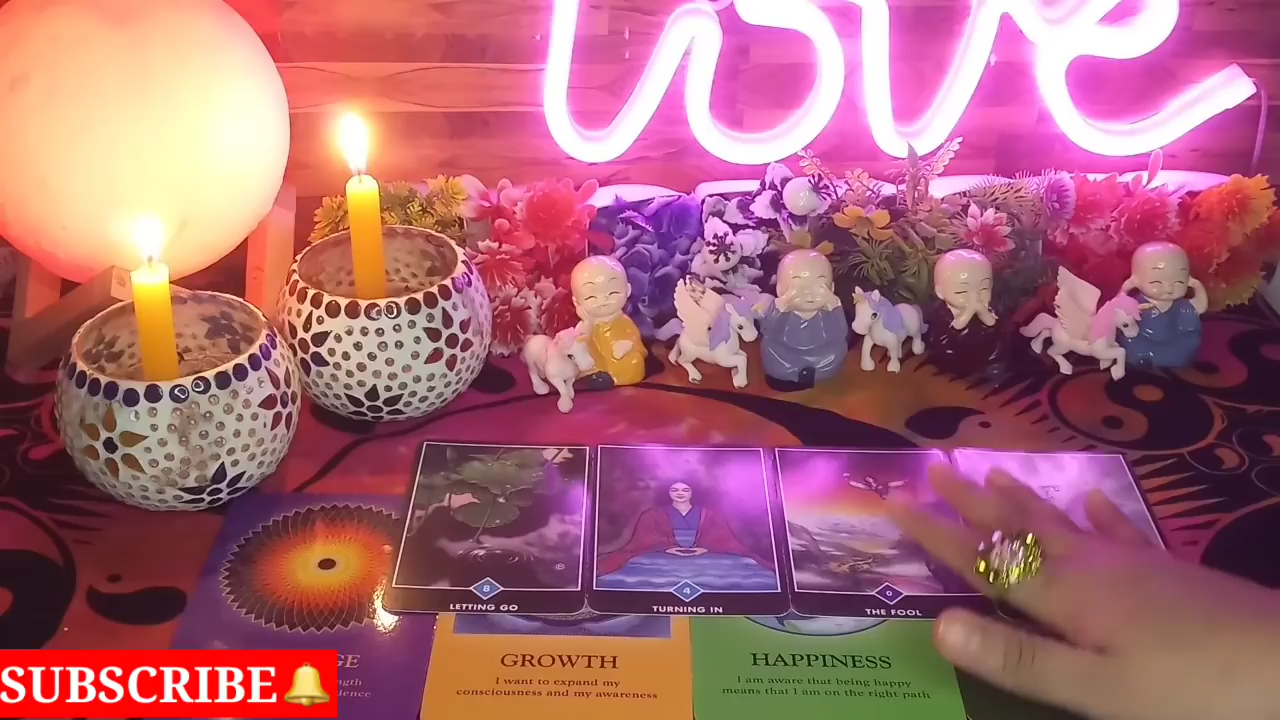 love
8
LETTING GO
4
TURNING IN
0
THE FOOL
GROWTH
I want to expand my
consciousness and my awareness
HAPPINESS
I am aware that being happy
means that I am on the right path
SUBSCRIBE